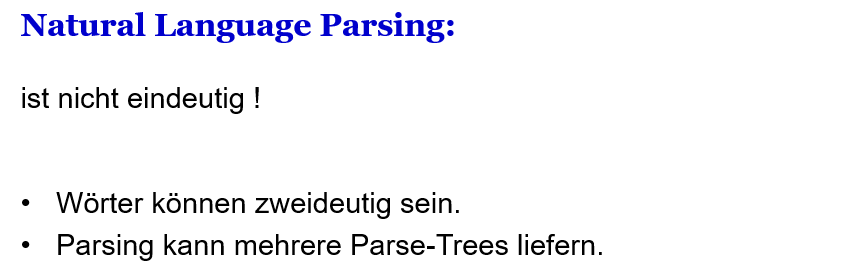 Natural Language Parsing:
ist nicht eindeutig !
• Wörter können zweideutig sein.
• Parsing kann mehrere Parse-Trees liefern.